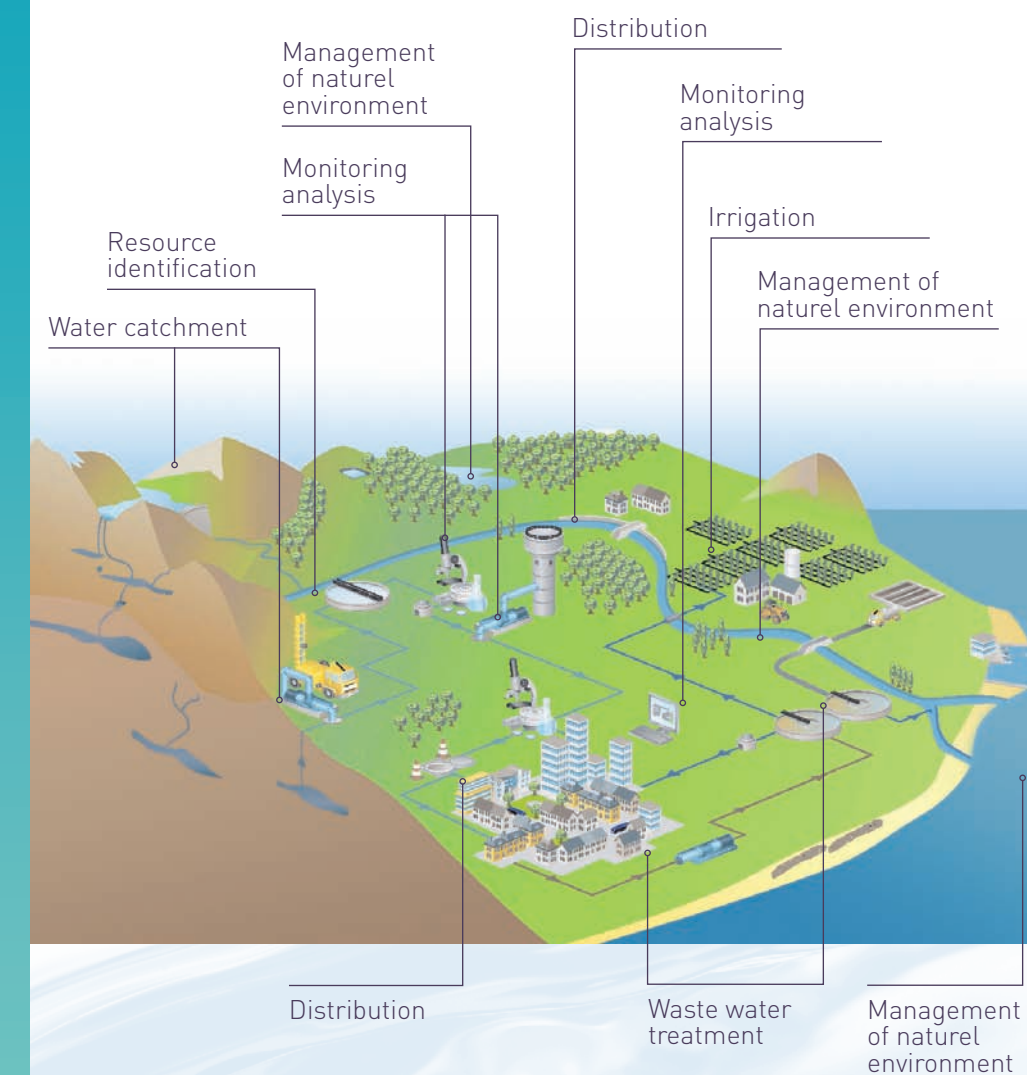 Distribution
Management
of naturel
environment
Monitoring
analysis
Monitoring
analysis
Irrigation
Resource
identification
Management of
naturel environment
Water catchment
Distribution
Waste water
treatment
Management
of naturel
environment